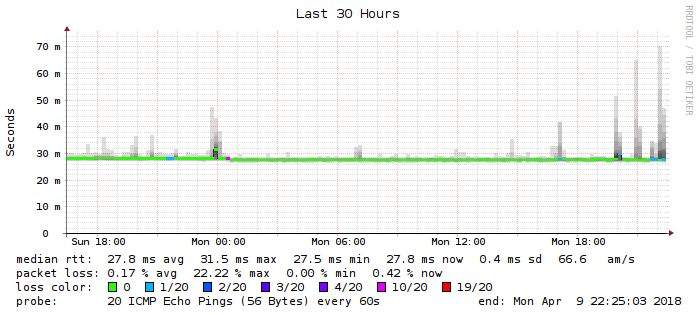 Last 30 Hours
RRDTOOL / TOBI OETIKER
Seconds
70 m
60 m
50 m
40 m
30 m
20 m
10 m
0
Sun 18:00 Mon 00:00 Mon 06:00 Mon 12:00 Mon 18:00
median rtt: 27.8 ms avg 31.5 ms max 27.5 ms min 27.8 ms now 0.4 ms sd 66.6 am/s
packet loss: 0.17 % avg 22.22 % max 0.00 % min 0.42 % now
loss color: 0 1/20 2/20 3/20 4/20 10/20 19/20
probe: 20 ICMP Echo Pings (56 Bytes) every 60s end: Mon Apr 9 22:25:03 2018